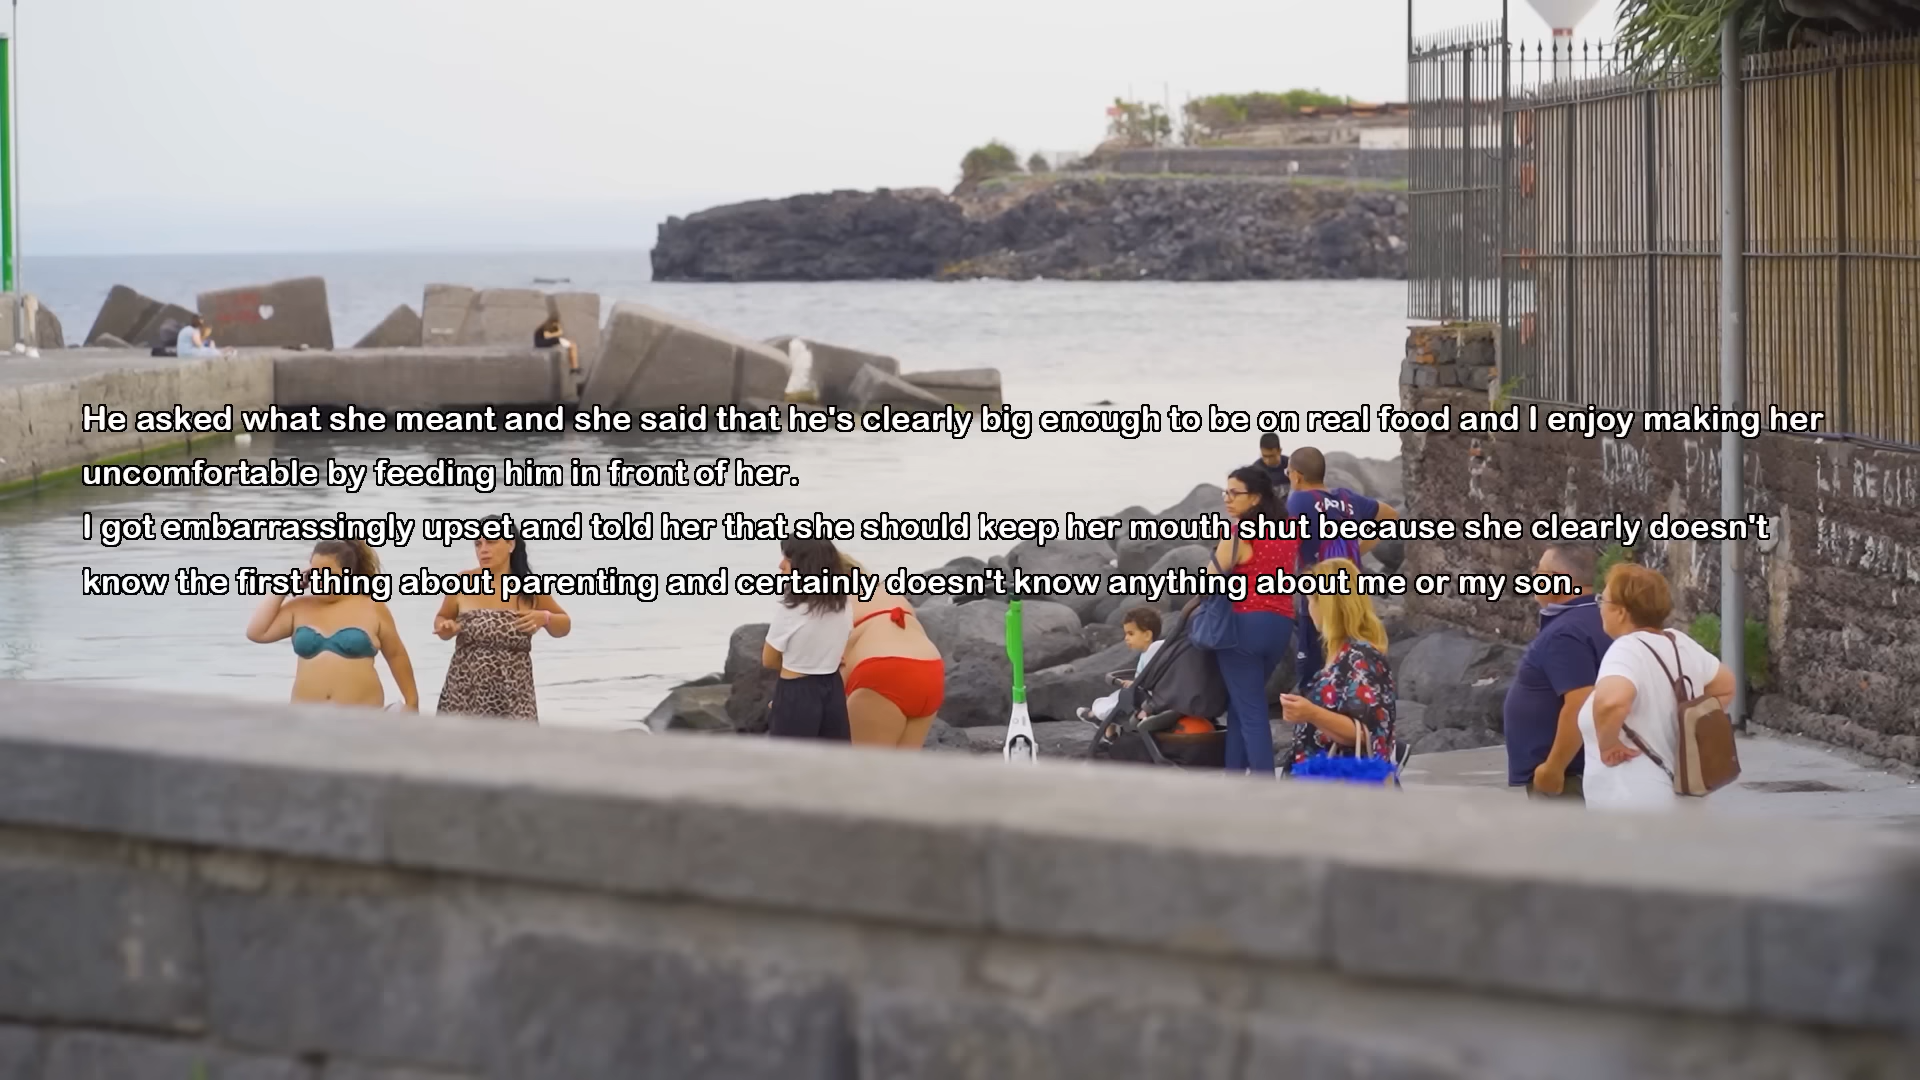 He asked what she meant and she said that he's clearly big enough to be on real food and I enjoy making her
uncomfortable by feeding him in front of her.
I got embarrassingly upset and told her that she should keep her mouth shut because she clearly doesn't
know the first thing about parenting and certainly doesn't know anything about me or my son.